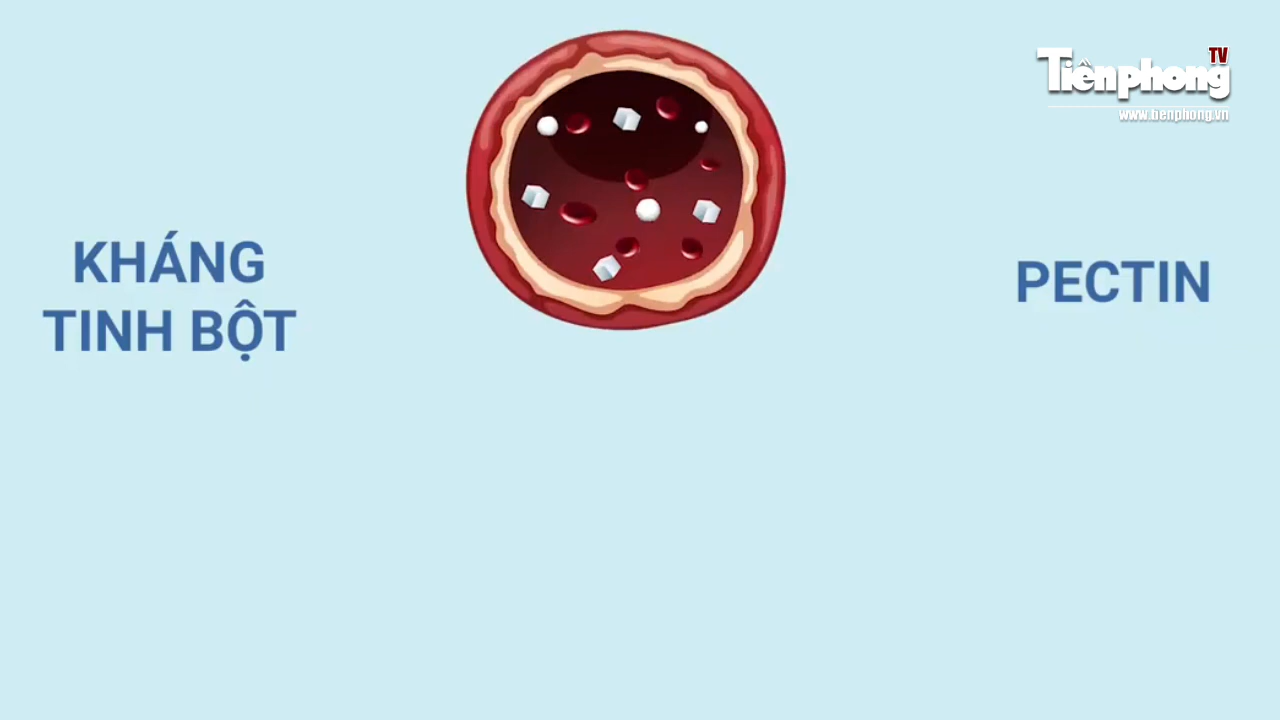 TV
Tiênphong
www.tienphong.vn
KHÁNG
TINH BỘT
PECTIN